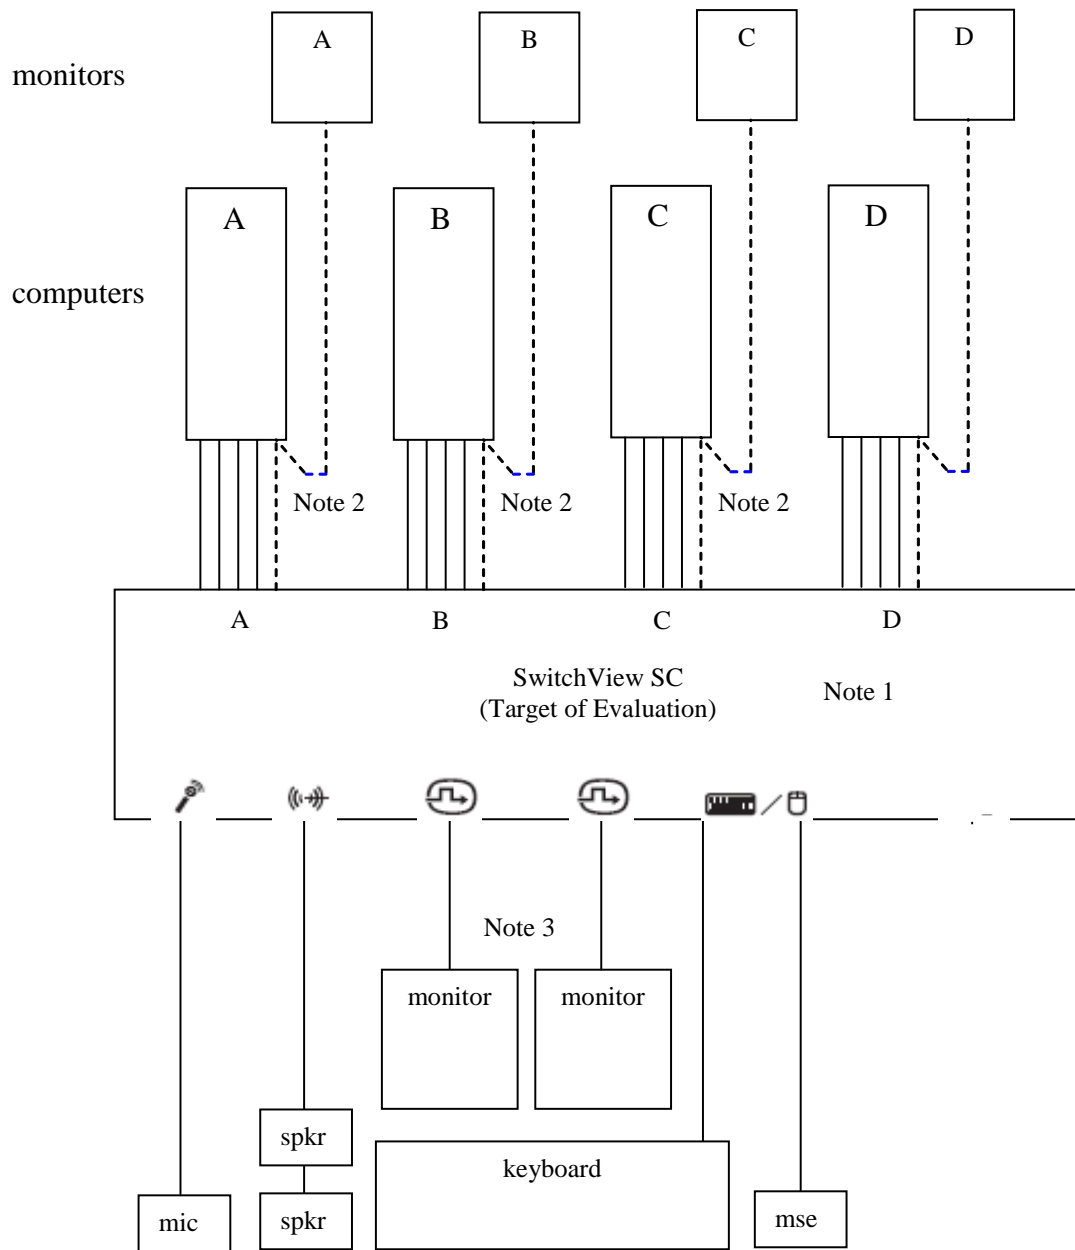 A B C D
monitors
A B C D
computers
Note 2 Note 2 Note 2
A B C D
SwitchView SC
(Target of Evaluation)
Note 1
Note 3
monitor monitor
spkr
keyboard
mic spkr mse